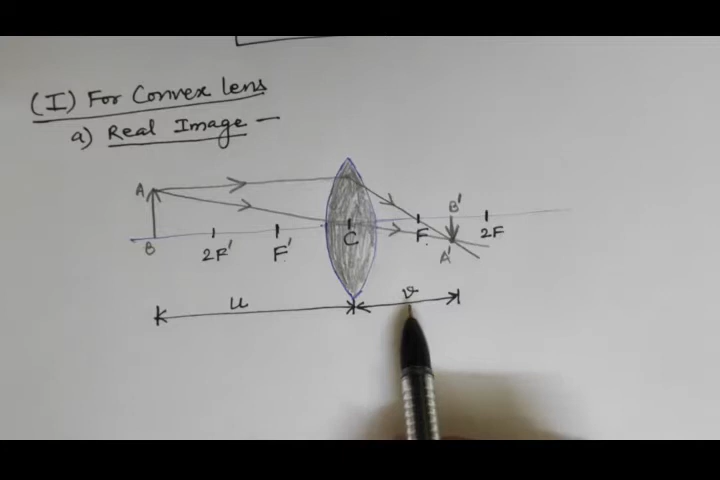 (I) For Convex lens
a) Real Image —
A
B'
B
2F'
F'
C
F
2F
A'
u
v